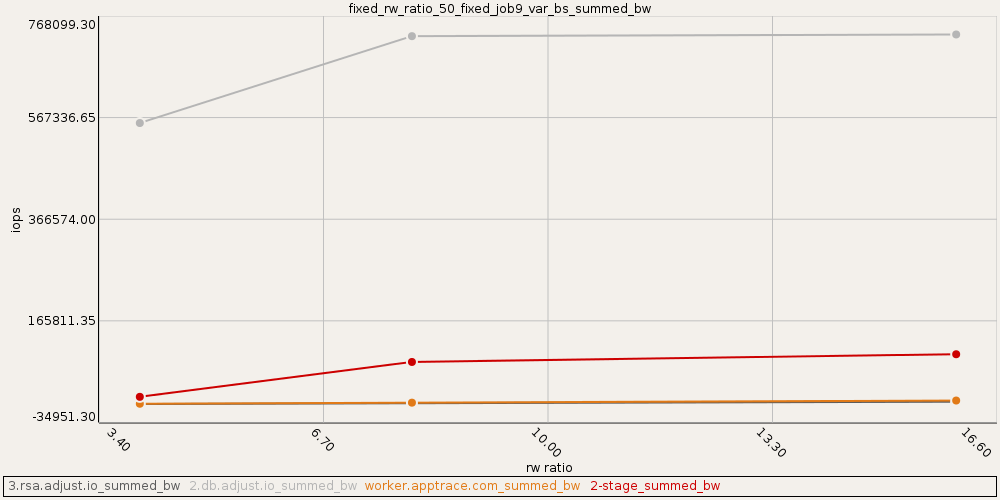 fixed_rw_ratio_50_fixed_job9_var_bs_summed_bw
768099.30
567336.65
366574.00
165811.35
-34951.30
iops
3.40
6.70
10.00
13.30
16.60
rw ratio
3.rsa.adjust.io_summed_bw 2.db.adjust.io_summed_bw worker.apptrace.com_summed_bw 2-stage_summed_bw